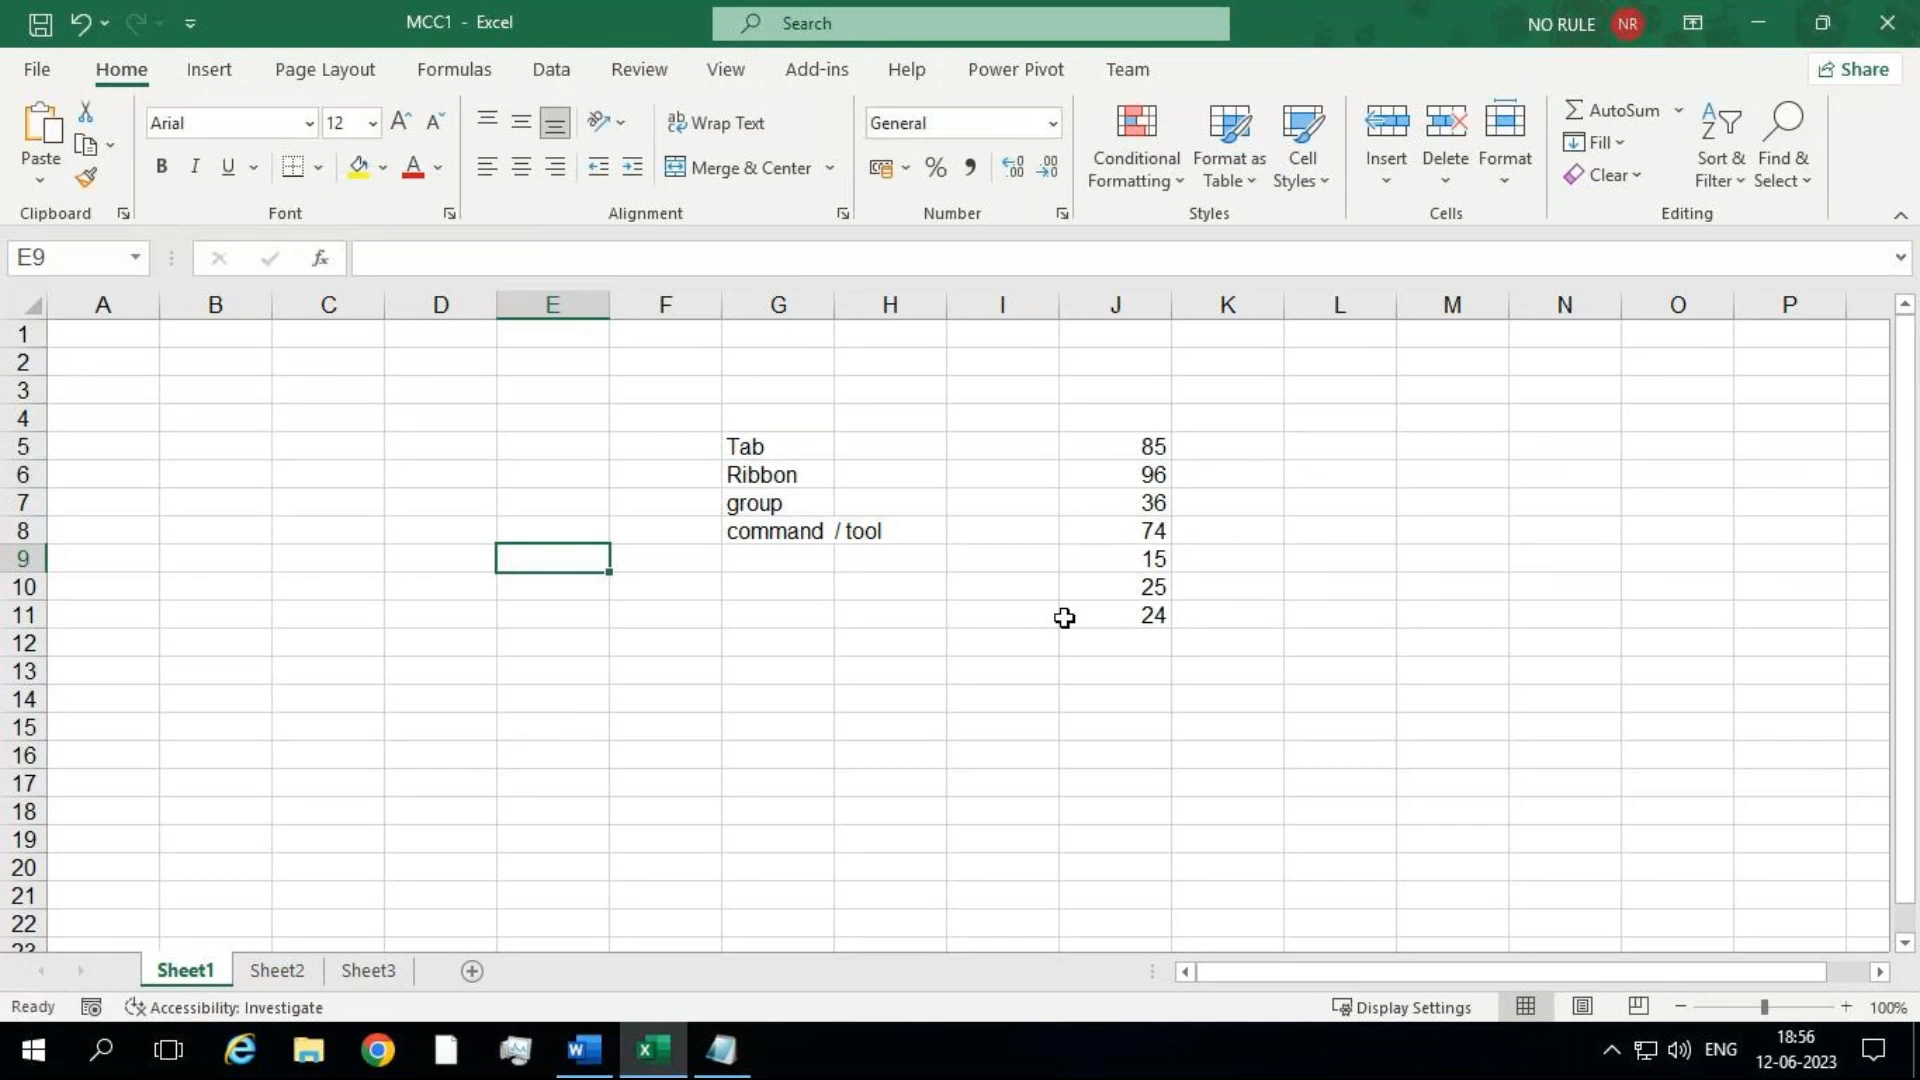 MCC1 - Excel
Search
NO RULE NR
File Home Insert Page Layout Formulas Data Review View Add-ins Help Power Pivot Team Share
Paste
Clipboard
Arial 12
B I U
Font
Wrap Text
Merge & Center
Alignment
General
Number
Conditional Formatting
Format as Table
Cell Styles
Styles
Insert Delete Format
Cells
AutoSum
Fill
Clear
Sort & Filter
Find & Select
Editing
E9 fx
A B C D E F G H I J K L M N O P
1
2
3
4
5 Tab 85
6 Ribbon 96
7 group 36
8 command / tool 74
9 15
10 25
11 24
12
13
14
15
16
17
18
19
20
21
22
23
Sheet1 Sheet2 Sheet3
Ready Accessibility: Investigate Display Settings 100%
ENG 18:56
12-06-2023